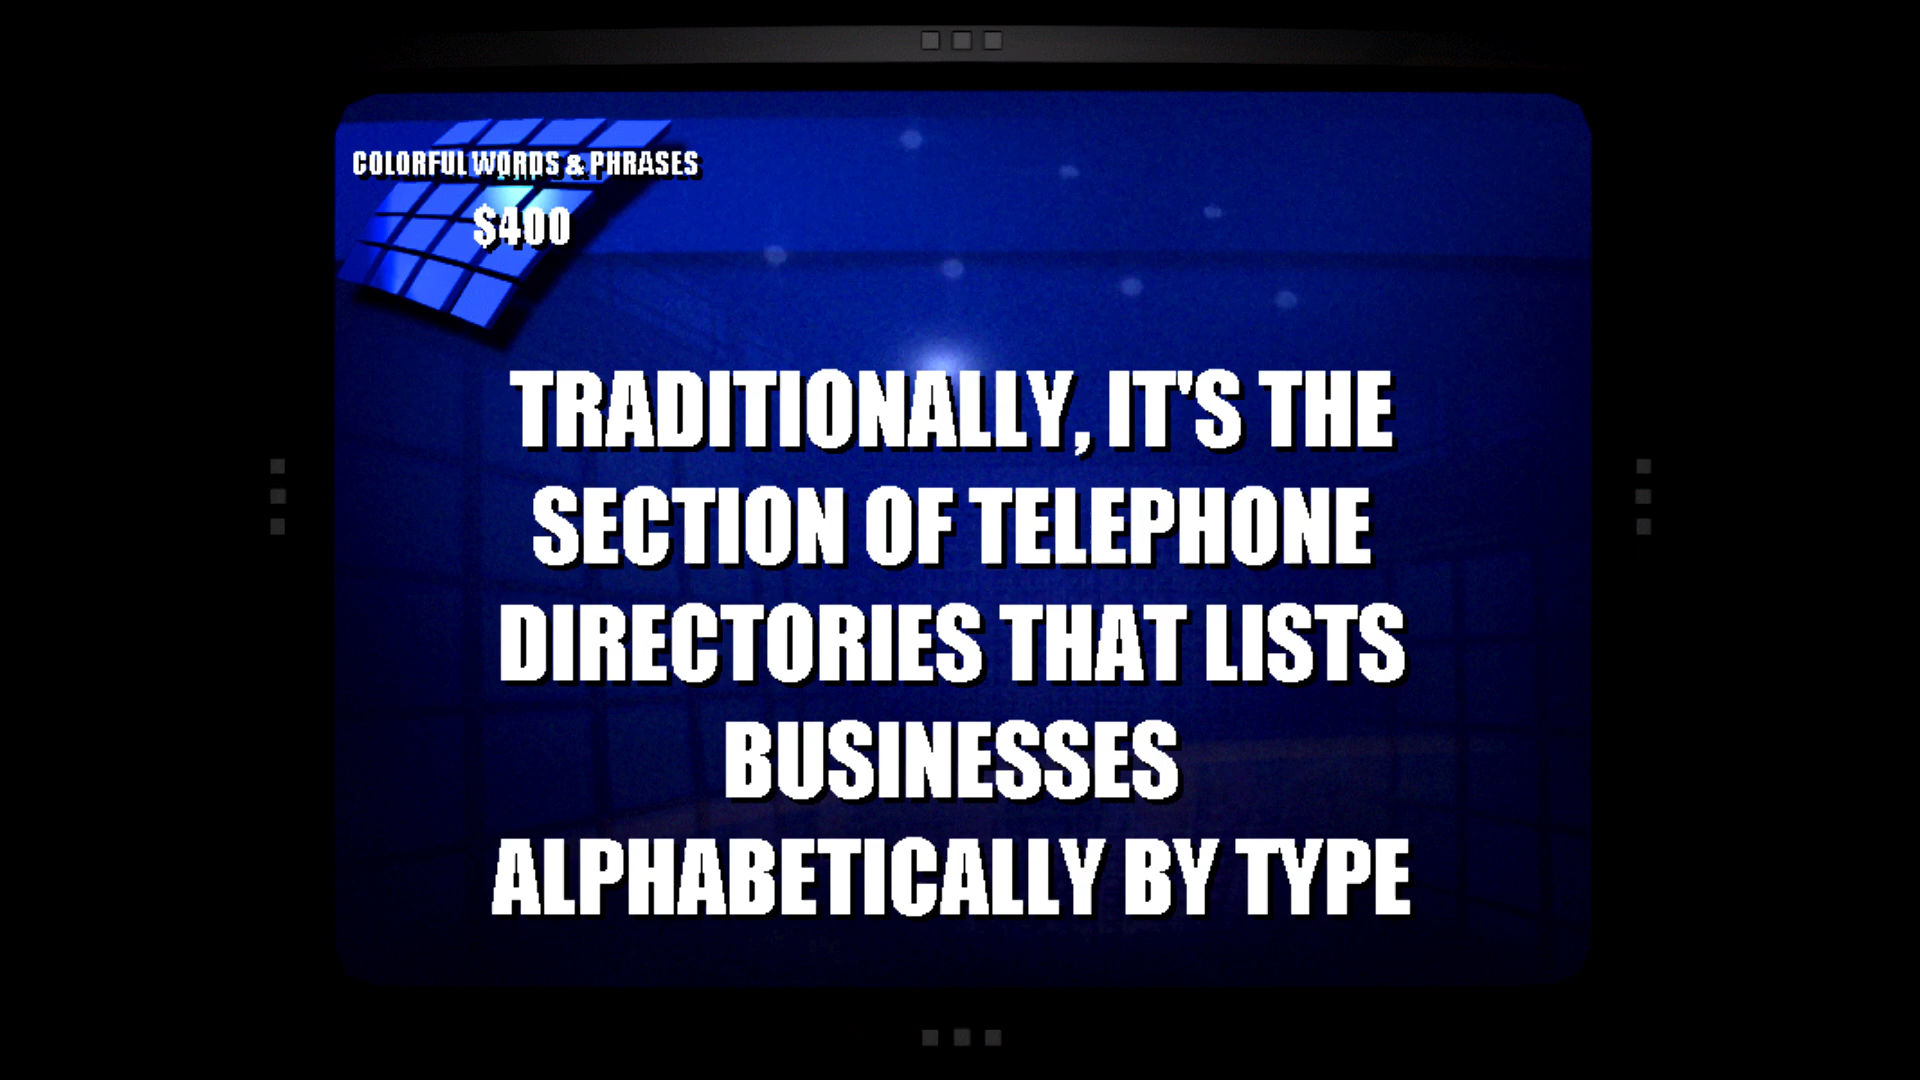 COLORFUL WORDS & PHRASES
$400
TRADITIONALLY, IT'S THE
SECTION OF TELEPHONE
DIRECTORIES THAT LISTS
BUSINESSES
ALPHABETICALLY BY TYPE